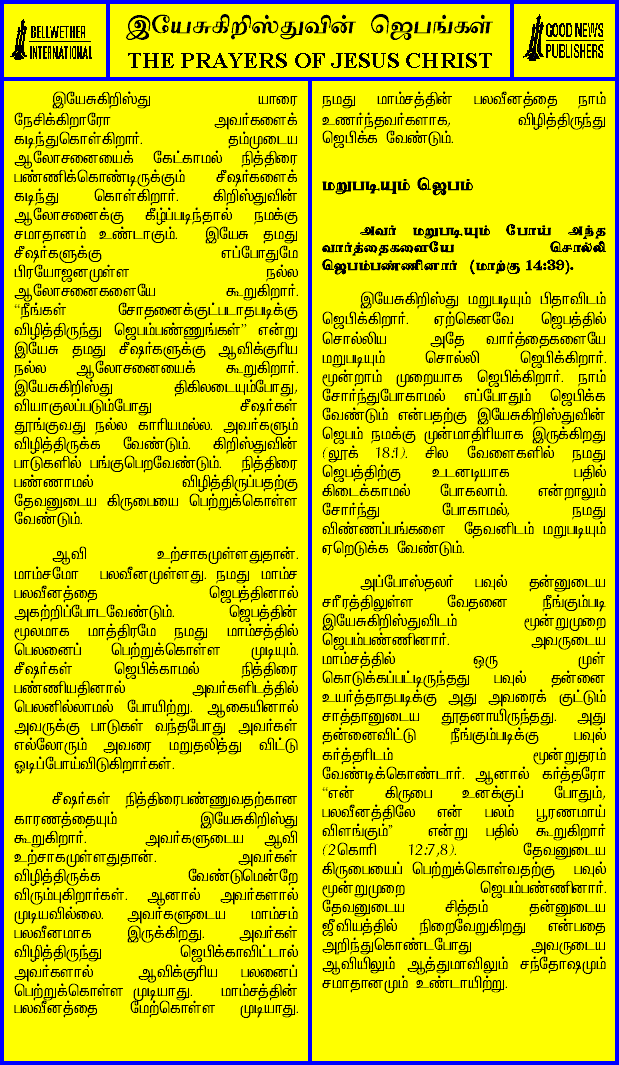 BELLWETHER
INTERNATIONAL
இயேசுகிறிஸ்துவின் ஜெபங்கள்
THE PRAYERS OF JESUS CHRIST
GOOD NEWS
PUBLISHERS
இயேசுகிறிஸ்து யாரை
நேசிக்கிறாரோ அவர்களைக்
கடிந்துகொள்கிறார். தம்முடைய
ஆலோசனையைக் கேட்காமல் நித்திரை
பண்ணிக்கொண்டிருக்கும் சீஷர்களைக்
கடிந்து கொள்கிறார். கிறிஸ்துவின்
ஆலோசனைக்கு கீழ்ப்படிந்தால் நமக்கு
சமாதானம் உண்டாகும். இயேசு தமது
சீஷர்களுக்கு எப்போதுமே
பிரயோஜனமுள்ள நல்ல
ஆலோசனைகளையே கூறுகிறார்.
“நீங்கள் சோதனைக்குட்படாதபடிக்கு
விழித்திருந்து ஜெபம்பண்ணுங்கள்” என்று
இயேசு தமது சீஷர்களுக்கு ஆவிக்குரிய
நல்ல ஆலோசனையைக் கூறுகிறார்.
இயேசுகிறிஸ்து திகிலடையும்போது,
வியாகுலப்படும்போது சீஷர்கள்
தூங்குவது நல்ல காரியமல்ல. அவர்களும்
விழித்திருக்க வேண்டும். கிறிஸ்துவின்
பாடுகளில் பங்குபெறவேண்டும். நித்திரை
பண்ணாமல் விழித்திருப்பதற்கு
தேவனுடைய கிருபையை பெற்றுக்கொள்ள
வேண்டும்.
ஆவி உற்சாகமுள்ளதுதான்.
மாம்சமோ பலவீனமுள்ளது. நமது மாம்ச
பலவீனத்தை ஜெபத்தினால்
அகற்றிப்போடவேண்டும். ஜெபத்தின்
மூலமாக மாத்திரமே நமது மாம்சத்தில்
பெலனைப் பெற்றுக்கொள்ள முடியும்.
சீஷர்கள் ஜெபிக்காமல் நித்திரை
பண்ணியதினால் அவர்களிடத்தில்
பெலனில்லாமல் போயிற்று. ஆகையினால்
அவருக்கு பாடுகள் வந்தபோது அவர்கள்
எல்லோரும் அவரை மறுதலித்து விட்டு
ஓடிப்போய்விடுகிறார்கள்.
சீஷர்கள் நித்திரைபண்ணுவதற்கான
காரணத்தையும் இயேசுகிறிஸ்து
கூறுகிறார். அவர்களுடைய ஆவி
உற்சாகமுள்ளதுதான். அவர்கள்
விழித்திருக்க வேண்டுமென்றே
விரும்புகிறார்கள். ஆனால் அவர்களால்
முடியவில்லை. அவர்களுடைய மாம்சம்
பலவீனமாக இருக்கிறது. அவர்கள்
விழித்திருந்து ஜெபிக்காவிட்டால்
அவர்களால் ஆவிக்குரிய பலனைப்
பெற்றுக்கொள்ள முடியாது. மாம்சத்தின்
பலவீனத்தை மேற்கொள்ள முடியாது.
நமது மாம்சத்தின் பலவீனத்தை நாம்
உணர்ந்தவர்களாக, விழித்திருந்து
ஜெபிக்க வேண்டும்.
மறுபடியும் ஜெபம்
அவர் மறுபடியும் போய் அந்த
வார்த்தைகளையே சொல்லி
ஜெபம்பண்ணினார் (மாற்கு 14:39).
இயேசுகிறிஸ்து மறுபடியும் பிதாவிடம்
ஜெபிக்கிறார். ஏற்கெனவே ஜெபத்தில்
சொல்லிய அதே வார்த்தைகளையே
மறுபடியும் சொல்லி ஜெபிக்கிறார்.
மூன்றாம் முறையாக ஜெபிக்கிறார். நாம்
சோர்ந்துபோகாமல் எப்போதும் ஜெபிக்க
வேண்டும் என்பதற்கு இயேசுகிறிஸ்துவின்
ஜெபம் நமக்கு முன்மாதிரியாக இருக்கிறது
(லூக் 18:1). சில வேளைகளில் நமது
ஜெபத்திற்கு உடனடியாக பதில்
கிடைக்காமல் போகலாம். என்றாலும்
சோர்ந்து போகாமல், நமது
விண்ணப்பங்களை தேவனிடம் மறுபடியும்
ஏறெடுக்க வேண்டும்.
அப்போஸ்தலர் பவுல் தன்னுடைய
சரீரத்திலுள்ள வேதனை நீங்கும்படி
இயேசுகிறிஸ்துவிடம் மூன்றுமுறை
ஜெபம்பண்ணினார். அவருடைய
மாம்சத்தில் ஒரு முள்
கொடுக்கப்பட்டிருந்தது பவுல் தன்னை
உயர்த்தாதபடிக்கு அது அவரைக் குட்டும்
சாத்தானுடைய தூதனாயிருந்தது. அது
தன்னைவிட்டு நீங்கும்படிக்கு பவுல்
கர்த்தரிடம் மூன்றுதரம்
வேண்டிக்கொண்டார். ஆனால் கர்த்தரோ
“என் கிருபை உனக்குப் போதும்,
பலவீனத்திலே என் பலம் பூரணமாய்
விளங்கும்” என்று பதில் கூறுகிறார்
(2கொரி 12:7,8). தேவனுடைய
கிருபையைப் பெற்றுக்கொள்வதற்கு பவுல்
மூன்றுமுறை ஜெபம்பண்ணினார்.
தேவனுடைய சித்தம் தன்னுடைய
ஜீவியத்தில் நிறைவேறுகிறது என்பதை
அறிந்துகொண்டபோது அவருடைய
ஆவியிலும் ஆத்துமாவிலும் சந்தோஷமும்
சமாதானமும் உண்டாயிற்று.